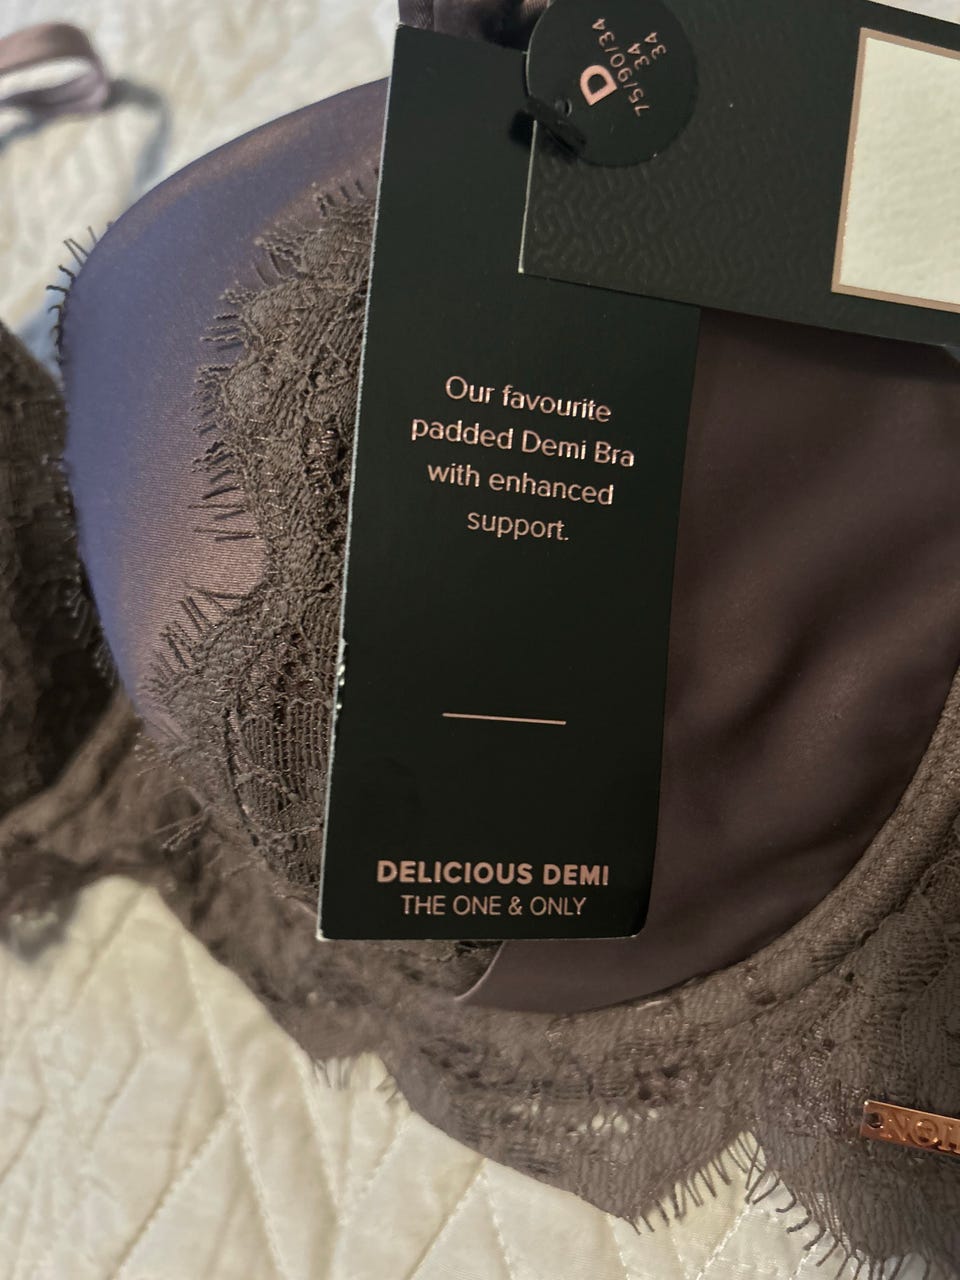 D
75/90/34
34
34
Our favourite
padded Demi Bra
with enhanced
support.
DELICIOUS DEMI
THE ONE & ONLY